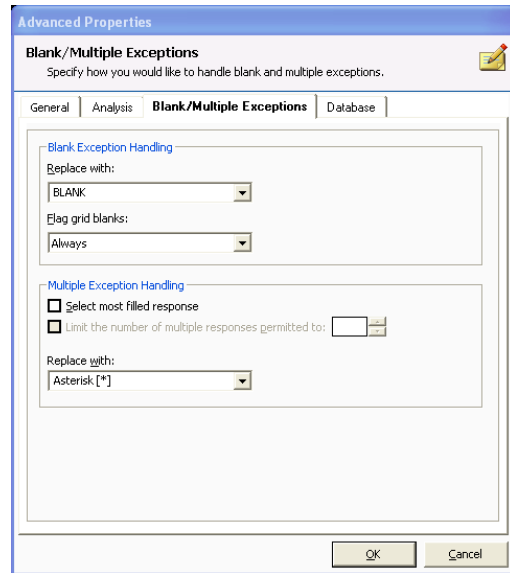 Advanced Properties
Blank/Multiple Exceptions
Specify how you would like to handle blank and multiple exceptions.
General Analysis Blank/Multiple Exceptions Database
Blank Exception Handling
Replace with:
BLANK
Flag grid blanks:
Always
Multiple Exception Handling
Select most filled response
Limit the number of multiple responses permitted to:
Replace with:
Asterisk [*]
OK Cancel